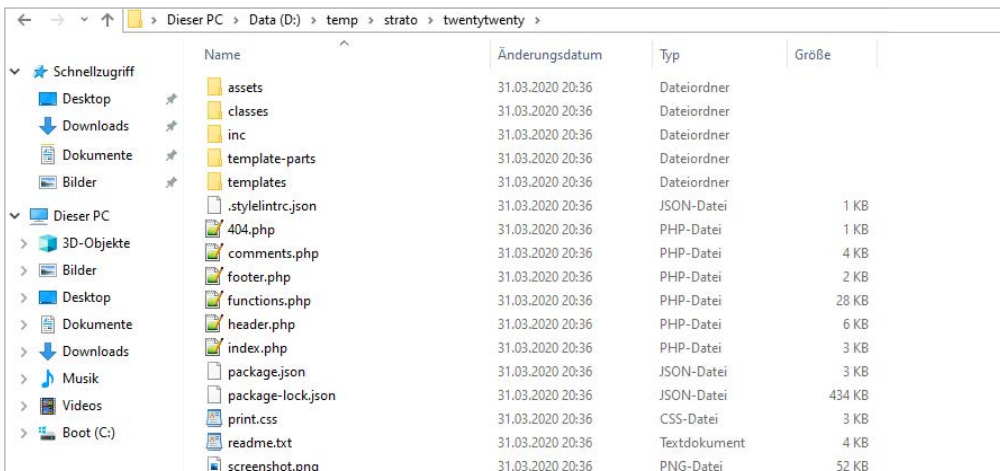 Dieser PC > Data (D:) > temp > strato > twentytwenty >
Name Änderungsdatum Typ Größe
Schnellzugriff
Desktop
Downloads
Dokumente
Bilder
Dieser PC
3D-Objekte
Bilder
Desktop
Dokumente
Downloads
Musik
Videos
Boot (C:)
assets 31.03.2020 20:36 Dateiordner
classes 31.03.2020 20:36 Dateiordner
inc 31.03.2020 20:36 Dateiordner
template-parts 31.03.2020 20:36 Dateiordner
templates 31.03.2020 20:36 Dateiordner
.stylelintrc.json 31.03.2020 20:36 JSON-Datei 1 KB
404.php 31.03.2020 20:36 PHP-Datei 1 KB
comments.php 31.03.2020 20:36 PHP-Datei 4 KB
footer.php 31.03.2020 20:36 PHP-Datei 2 KB
functions.php 31.03.2020 20:36 PHP-Datei 28 KB
header.php 31.03.2020 20:36 PHP-Datei 6 KB
index.php 31.03.2020 20:36 PHP-Datei 3 KB
package.json 31.03.2020 20:36 JSON-Datei 3 KB
package-lock.json 31.03.2020 20:36 JSON-Datei 434 KB
print.css 31.03.2020 20:36 CSS-Datei 3 KB
readme.txt 31.03.2020 20:36 Textdokument 4 KB
screenshot.png 31.03.2020 20:36 PNG-Datei 52 KB